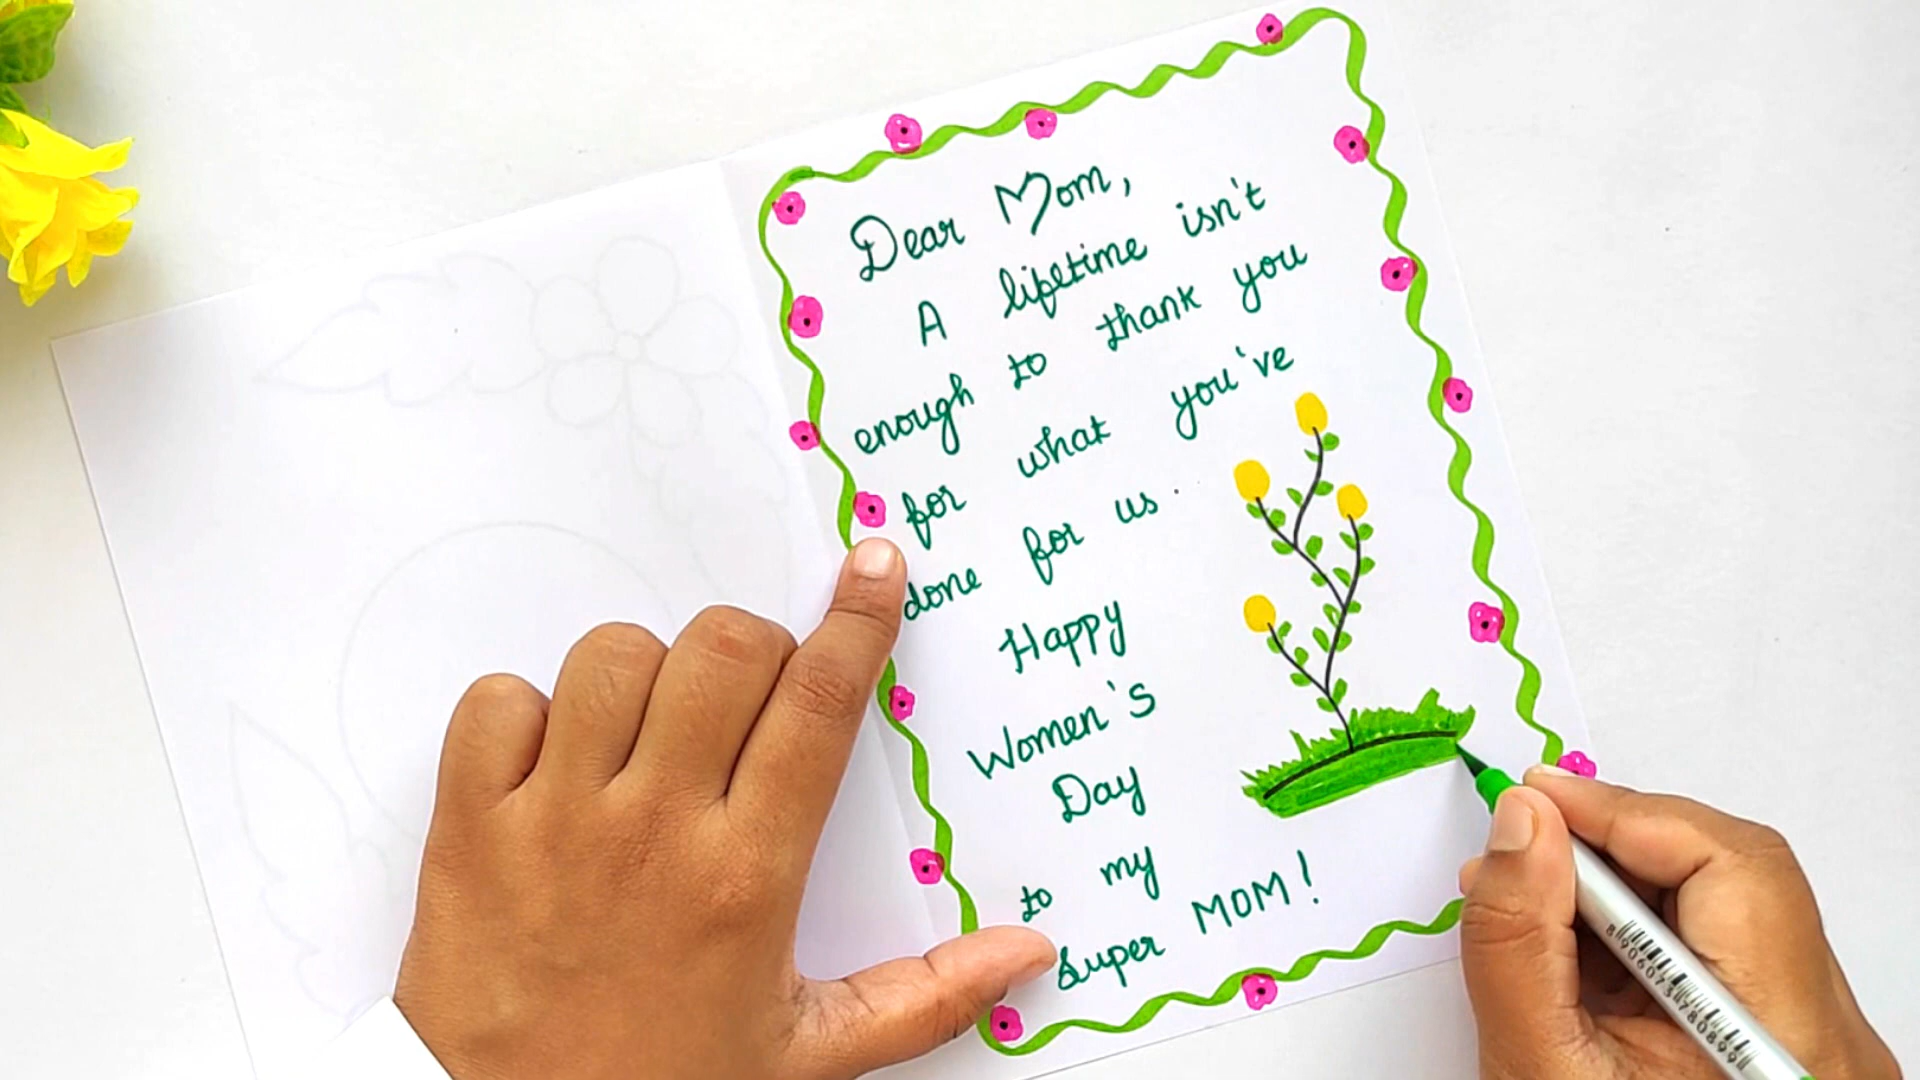 Dear Mom,
A lifetime isn't
enough to thank you
for what you've
done for us.
Happy
Women's
Day
to my
Super MOM!
8906075780899